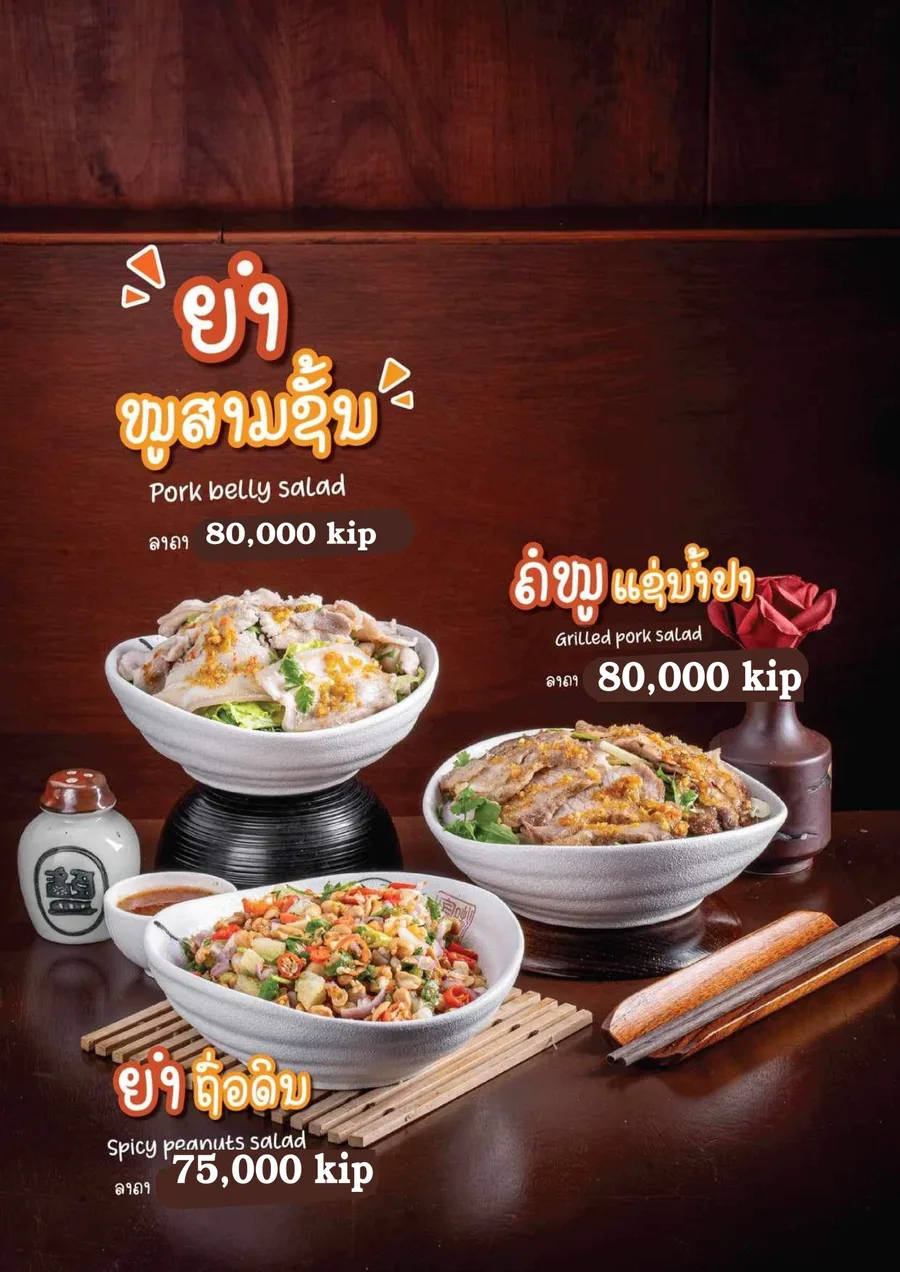 ຍຳ
ໝູສາມຊັ້ນ
Pork belly salad
ລາຄາ 80,000 kip
ຄໍໝູ ແຊ່ນ້ຳປາ
Grilled pork salad
ລາຄາ 80,000 kip
ຍຳ ຖົ່ວດິນ
Spicy peanuts salad
ລາຄາ 75,000 kip